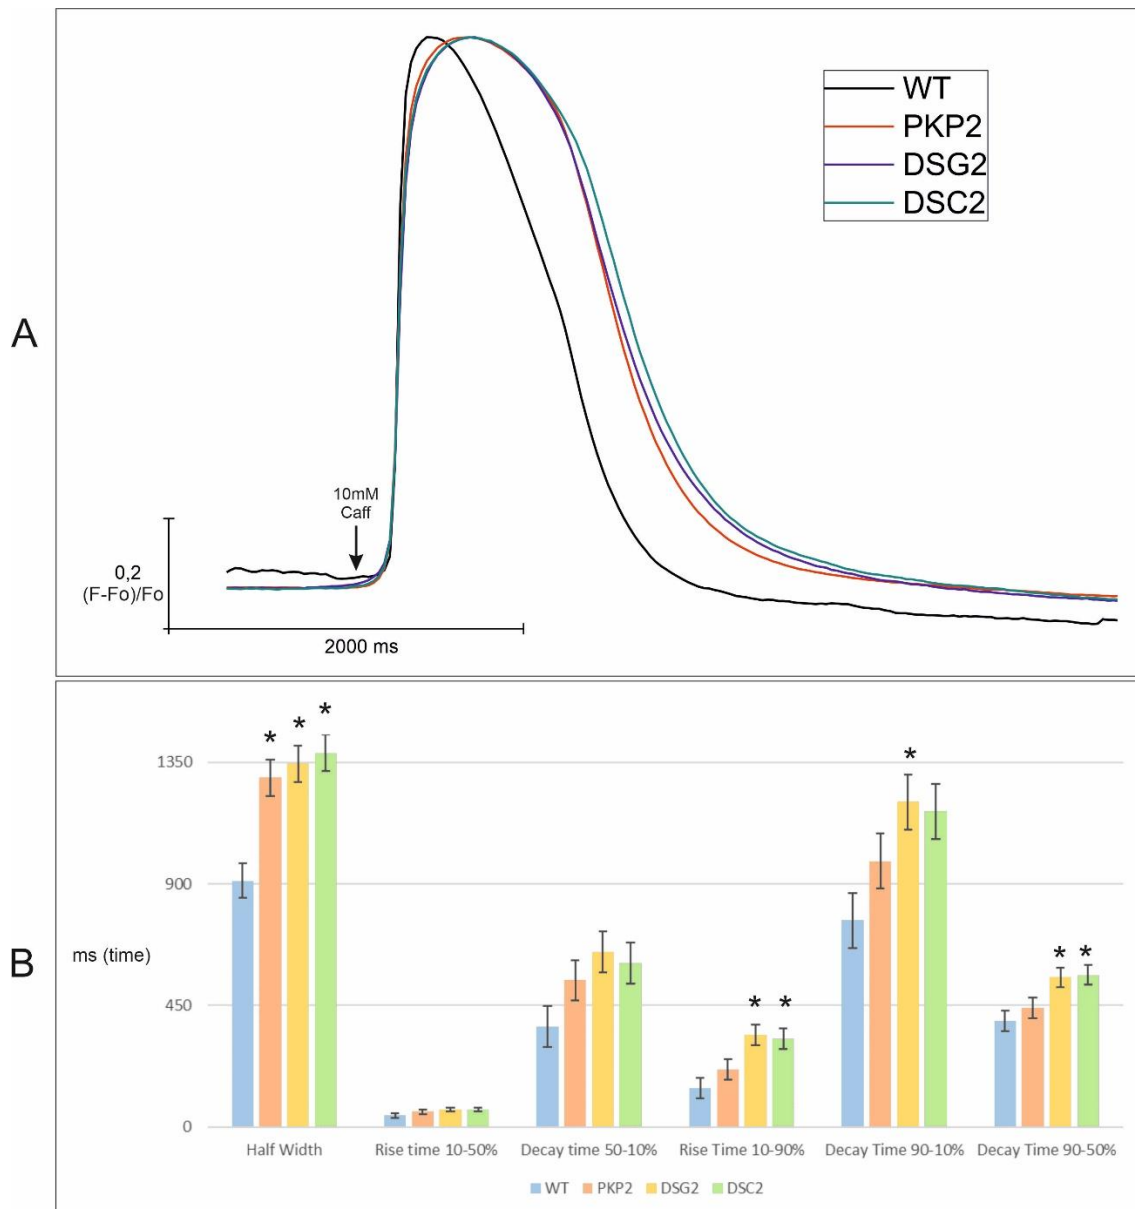 WT
PKP2
DSG2
DSC2
A
10mM
Caff
0,2
(F-Fo)/Fo
2000 ms
* * *
*
1350
900
ms (time)
B
* *
* *
450
0
Half Width
Rise time 10-50%
Decay time 50-10%
Rise Time 10-90%
Decay Time 90-10%
Decay Time 90-50%
WT PKP2 DSG2 DSC2